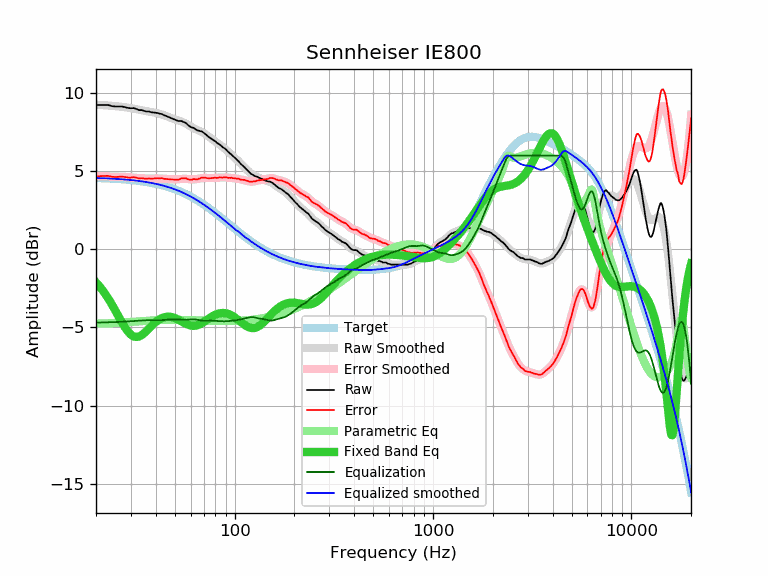 Sennheiser IE800
Amplitude (dBr)
10
5
0
−5
−10
−15
Target
Raw Smoothed
Error Smoothed
Raw
Error
Parametric Eq
Fixed Band Eq
Equalization
Equalized smoothed
100
1000
10000
Frequency (Hz)